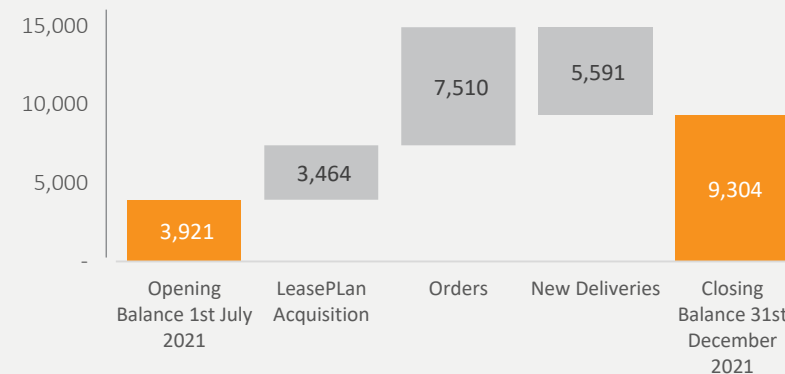 15,000
10,000
5,000
-
3,921
3,464
7,510
5,591
9,304
Opening
Balance 1st July
2021
LeasePLan
Acquisition
Orders
New Deliveries
Closing
Balance 31st
December
2021